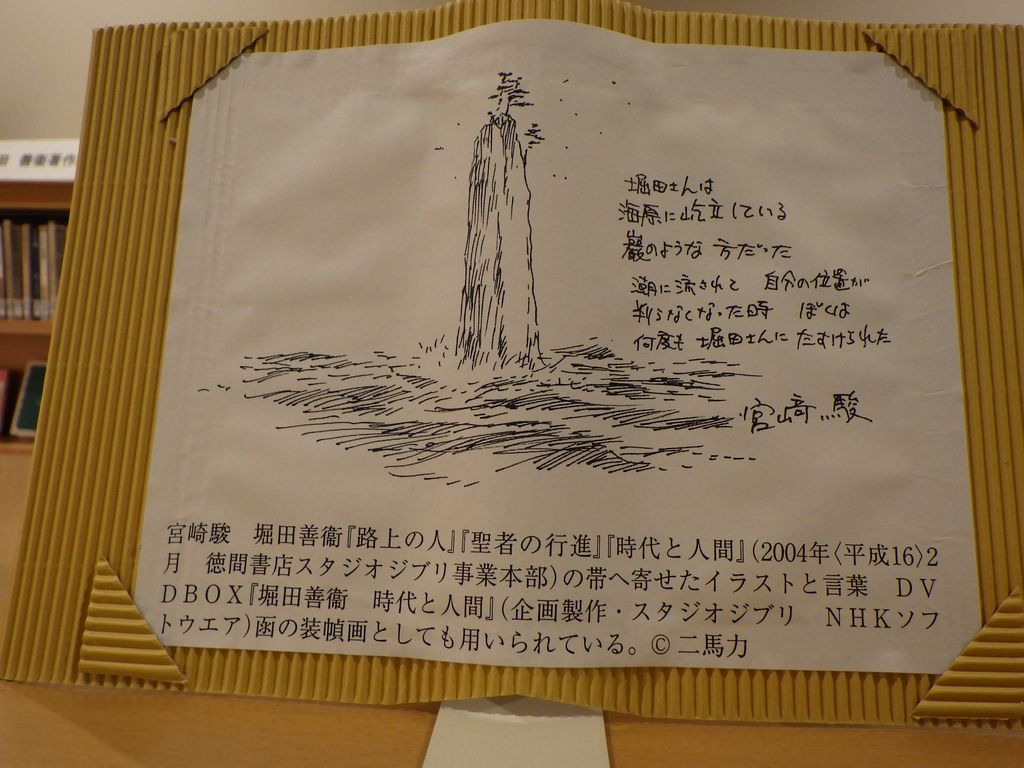 善衞著作
堀田さんは
海原に屹立している
巌のような 方だった
潮に流されて 自分の位置が
判らなくなった時 ぼくは
何度も 堀田さんに たすけられた
宮﨑 駿
宮崎駿 堀田善衞『路上の人』『聖者の行進』『時代と人間』(2004年〈平成16〉2
月 徳間書店スタジオジブリ事業本部)の帯へ寄せたイラストと言葉 DV
DBOX『堀田善衞 時代と人間』(企画製作・スタジオジブリ NHKソフ
トウエア)函の装幀画としても用いられている。© 二馬力